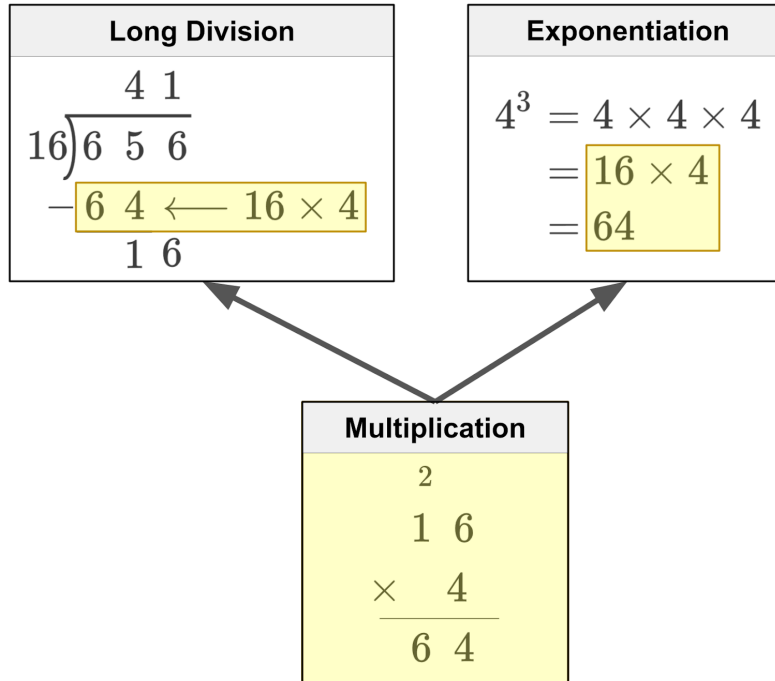 Long Division
4 1
16)6 5 6
−6 4 ⟵ 16 × 4
1 6
Exponentiation
4³ = 4 × 4 × 4
= 16 × 4
= 64
Multiplication
2
1 6
× 4
6 4